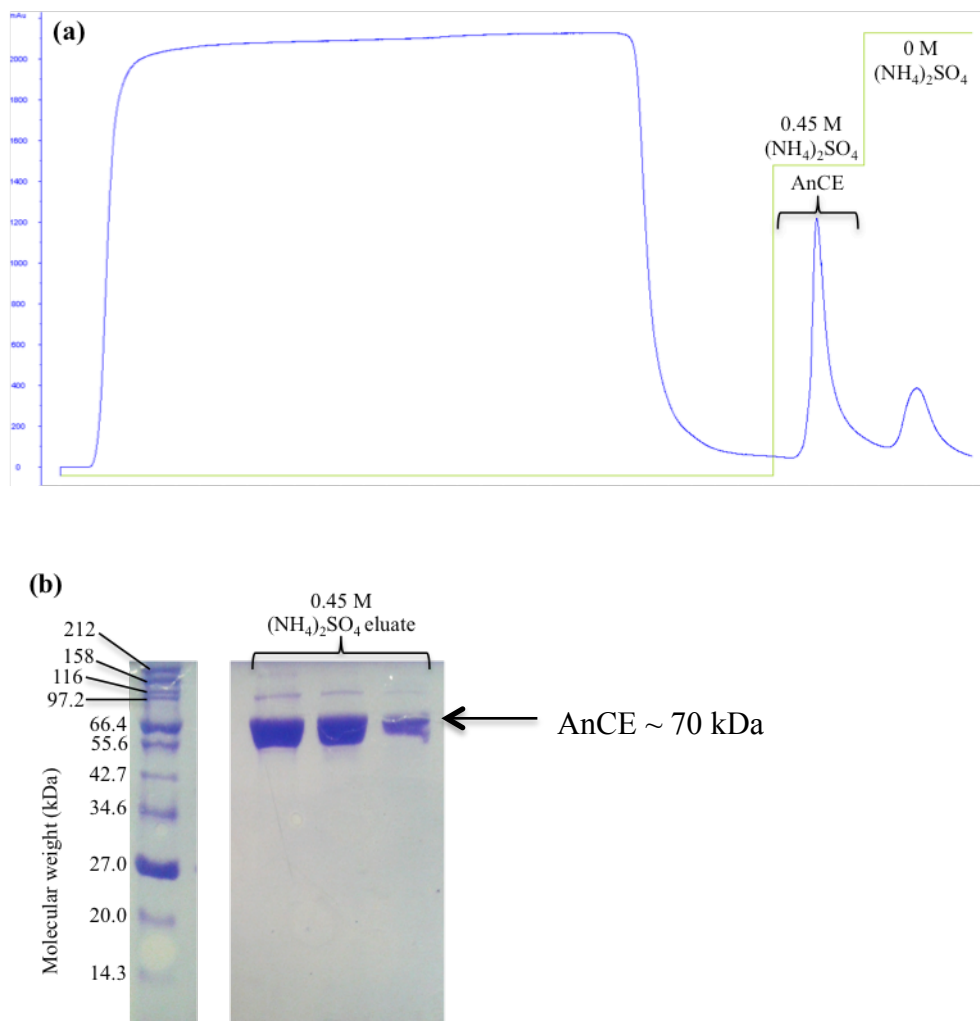 mAu
(a)
2000
1800
1600
1400
1200
1000
800
600
400
200
0
0 M
(NH₄)₂SO₄
0.45 M
(NH₄)₂SO₄
AnCE
(b)
0.45 M
(NH₄)₂SO₄ eluate
212
158
116
97.2
66.4
55.6
42.7
34.6
27.0
20.0
14.3
Molecular weight (kDa)
AnCE ~ 70 kDa